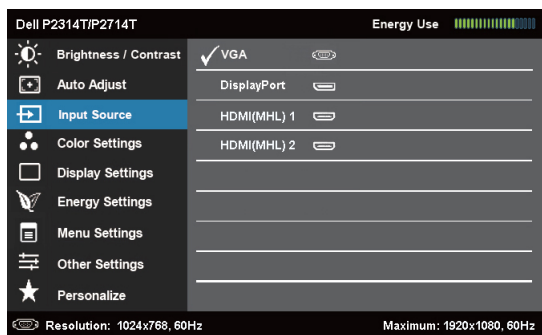 Dell P2314T/P2714T
Energy Use
Brightness / Contrast
VGA
Auto Adjust
DisplayPort
Input Source
HDMI(MHL) 1
Color Settings
HDMI(MHL) 2
Display Settings
Energy Settings
Menu Settings
Other Settings
Personalize
Resolution: 1024x768, 60Hz
Maximum: 1920x1080, 60Hz